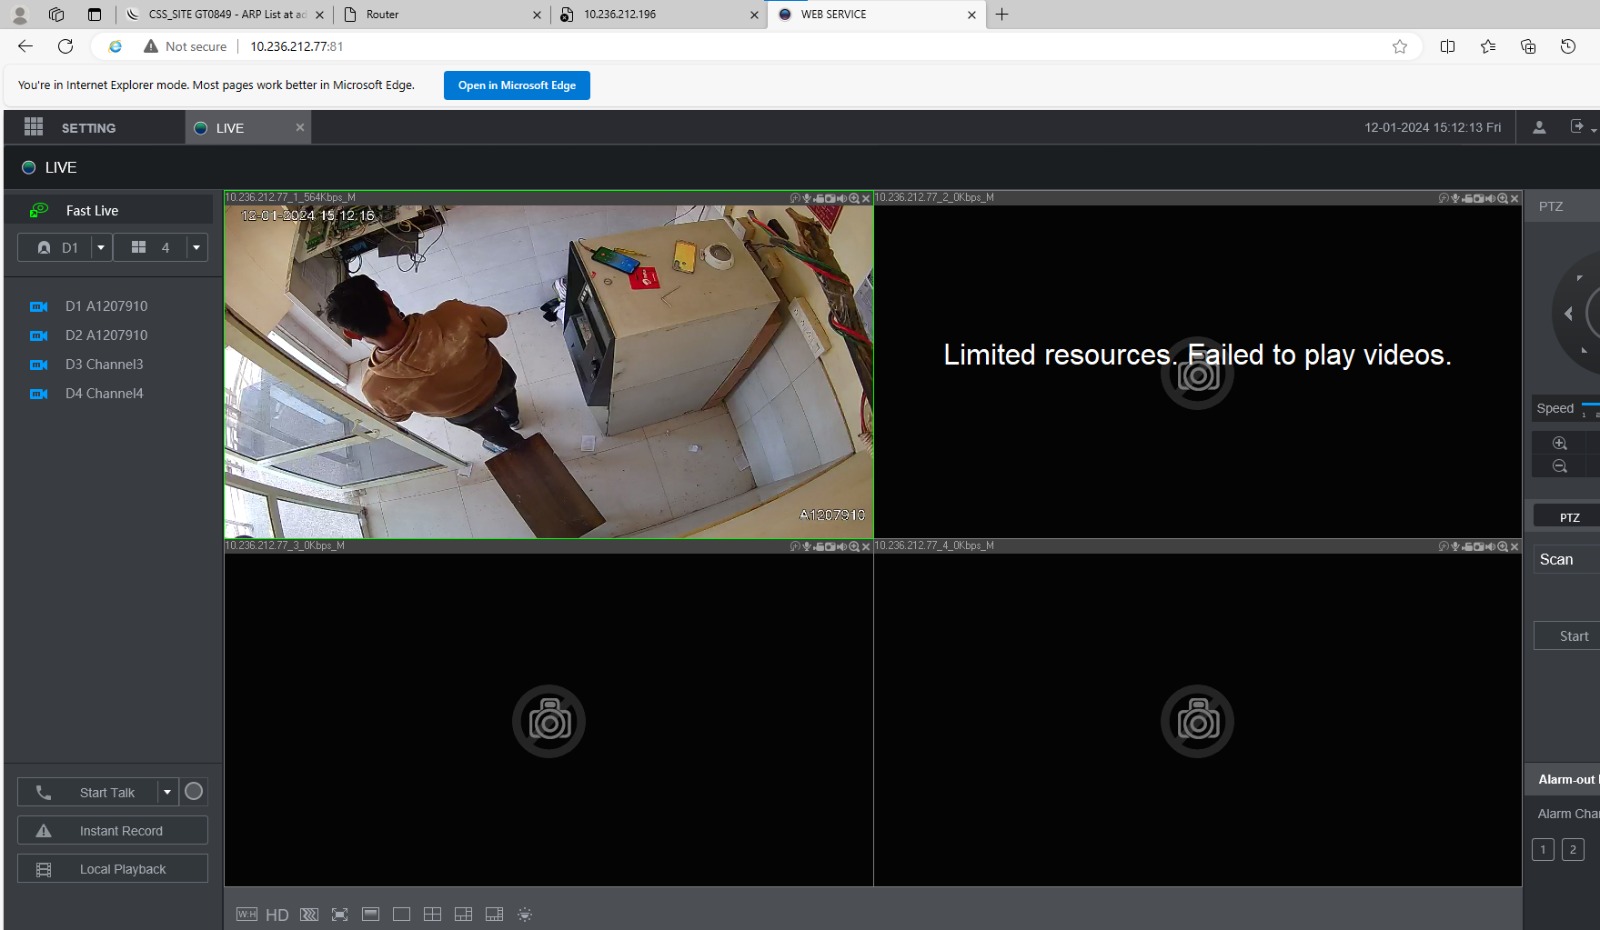 CSS_SITE GT0849 - ARP List at ad
Router
10.236.212.196
WEB SERVICE
Not secure
10.236.212.77:81
You're in Internet Explorer mode. Most pages work better in Microsoft Edge.
Open in Microsoft Edge
SETTING
LIVE
12-01-2024 15:12:13 Fri
LIVE
Fast Live
D1
4
D1 A1207910
D2 A1207910
D3 Channel3
D4 Channel4
10.236.212.77_1_564Kbps_M
12-01-2024 15:12:16
A1207910
10.236.212.77_2_0Kbps_M
Limited resources. Failed to play videos.
10.236.212.77_3_0Kbps_M
10.236.212.77_4_0Kbps_M
PTZ
Speed
1
PTZ
Scan
Start
Alarm-out
Alarm Cha
1
2
Start Talk
Instant Record
Local Playback
W:H
HD